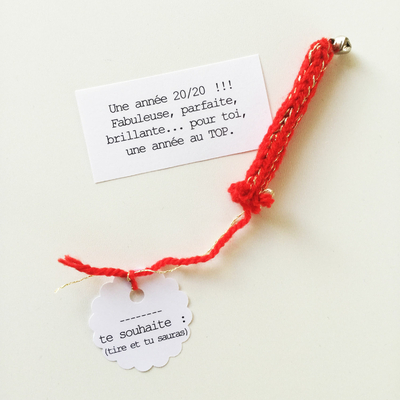 Une année 20/20 !!!
Fabuleuse, parfaite,
brillante... pour toi,
une année au TOP.
--------
te souhaite :
(tire et tu sauras)